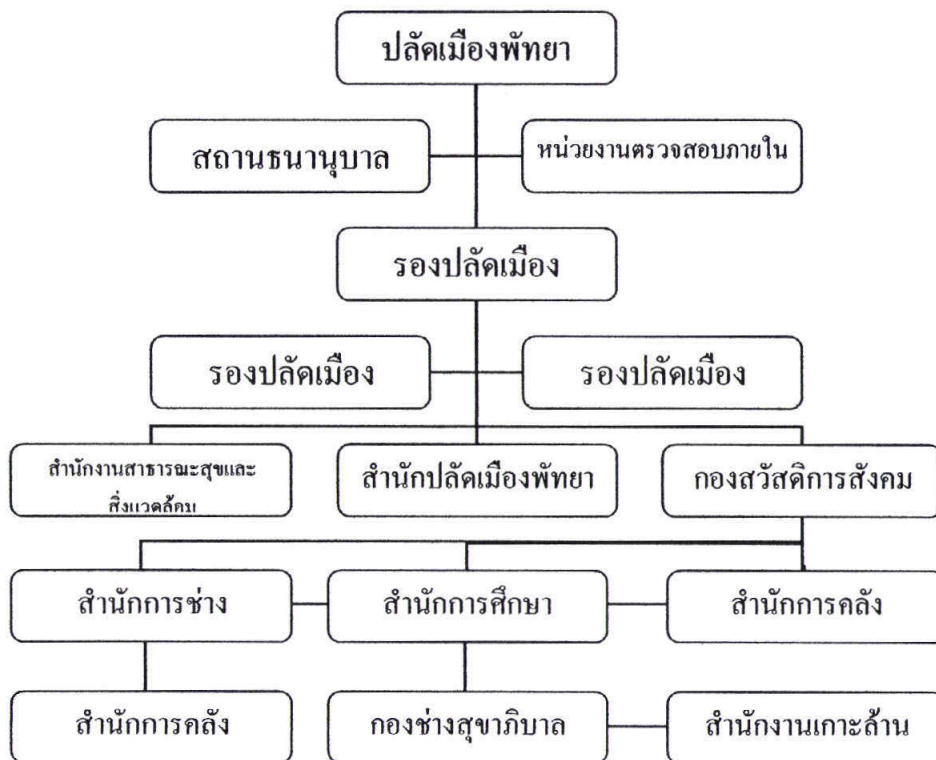 ปลัดเมืองพัทยา
สถานธนานุบาล
หน่วยงานตรวจสอบภายใน
รองปลัดเมือง
รองปลัดเมือง
รองปลัดเมือง
สำนักงานสาธารณะสุขและ
สิ่งแวดล้อม
สำนักปลัดเมืองพัทยา
กองสวัสดิการสังคม
สำนักการช่าง
สำนักการศึกษา
สำนักการคลัง
สำนักการคลัง
กองช่างสุขาภิบาล
สำนักงานเกาะล้าน